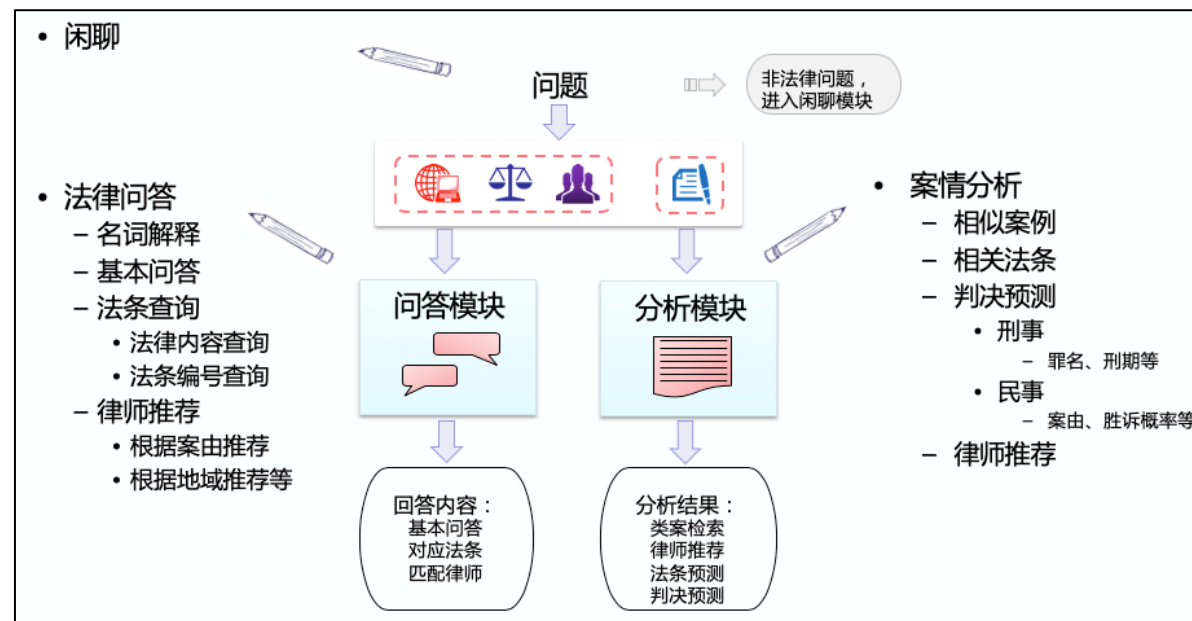 • 闲聊
问题
非法律问题，
进入闲聊模块
• 法律问答
– 名词解释
– 基本问答
– 法条查询
• 法律内容查询
• 法条编号查询
– 律师推荐
• 根据案由推荐
• 根据地域推荐等
问答模块
分析模块
回答内容：
基本问答
对应法条
匹配律师
分析结果：
类案检索
律师推荐
法条预测
判决预测
• 案情分析
– 相似案例
– 相关法条
– 判决预测
• 刑事
– 罪名、刑期等
• 民事
– 案由、胜诉概率等
– 律师推荐